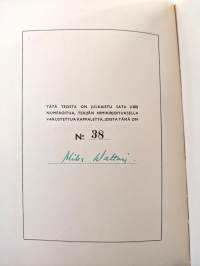 TÄTÄ TEOSTA ON JULKAISTU SATA (100)
NUMEROITUA, TEKIJÄN NIMIKIRJOITUKSELLA
VARUSTETTUA KAPPALETTA, JOISTA TÄMÄ ON
№ 38
Mika Waltari